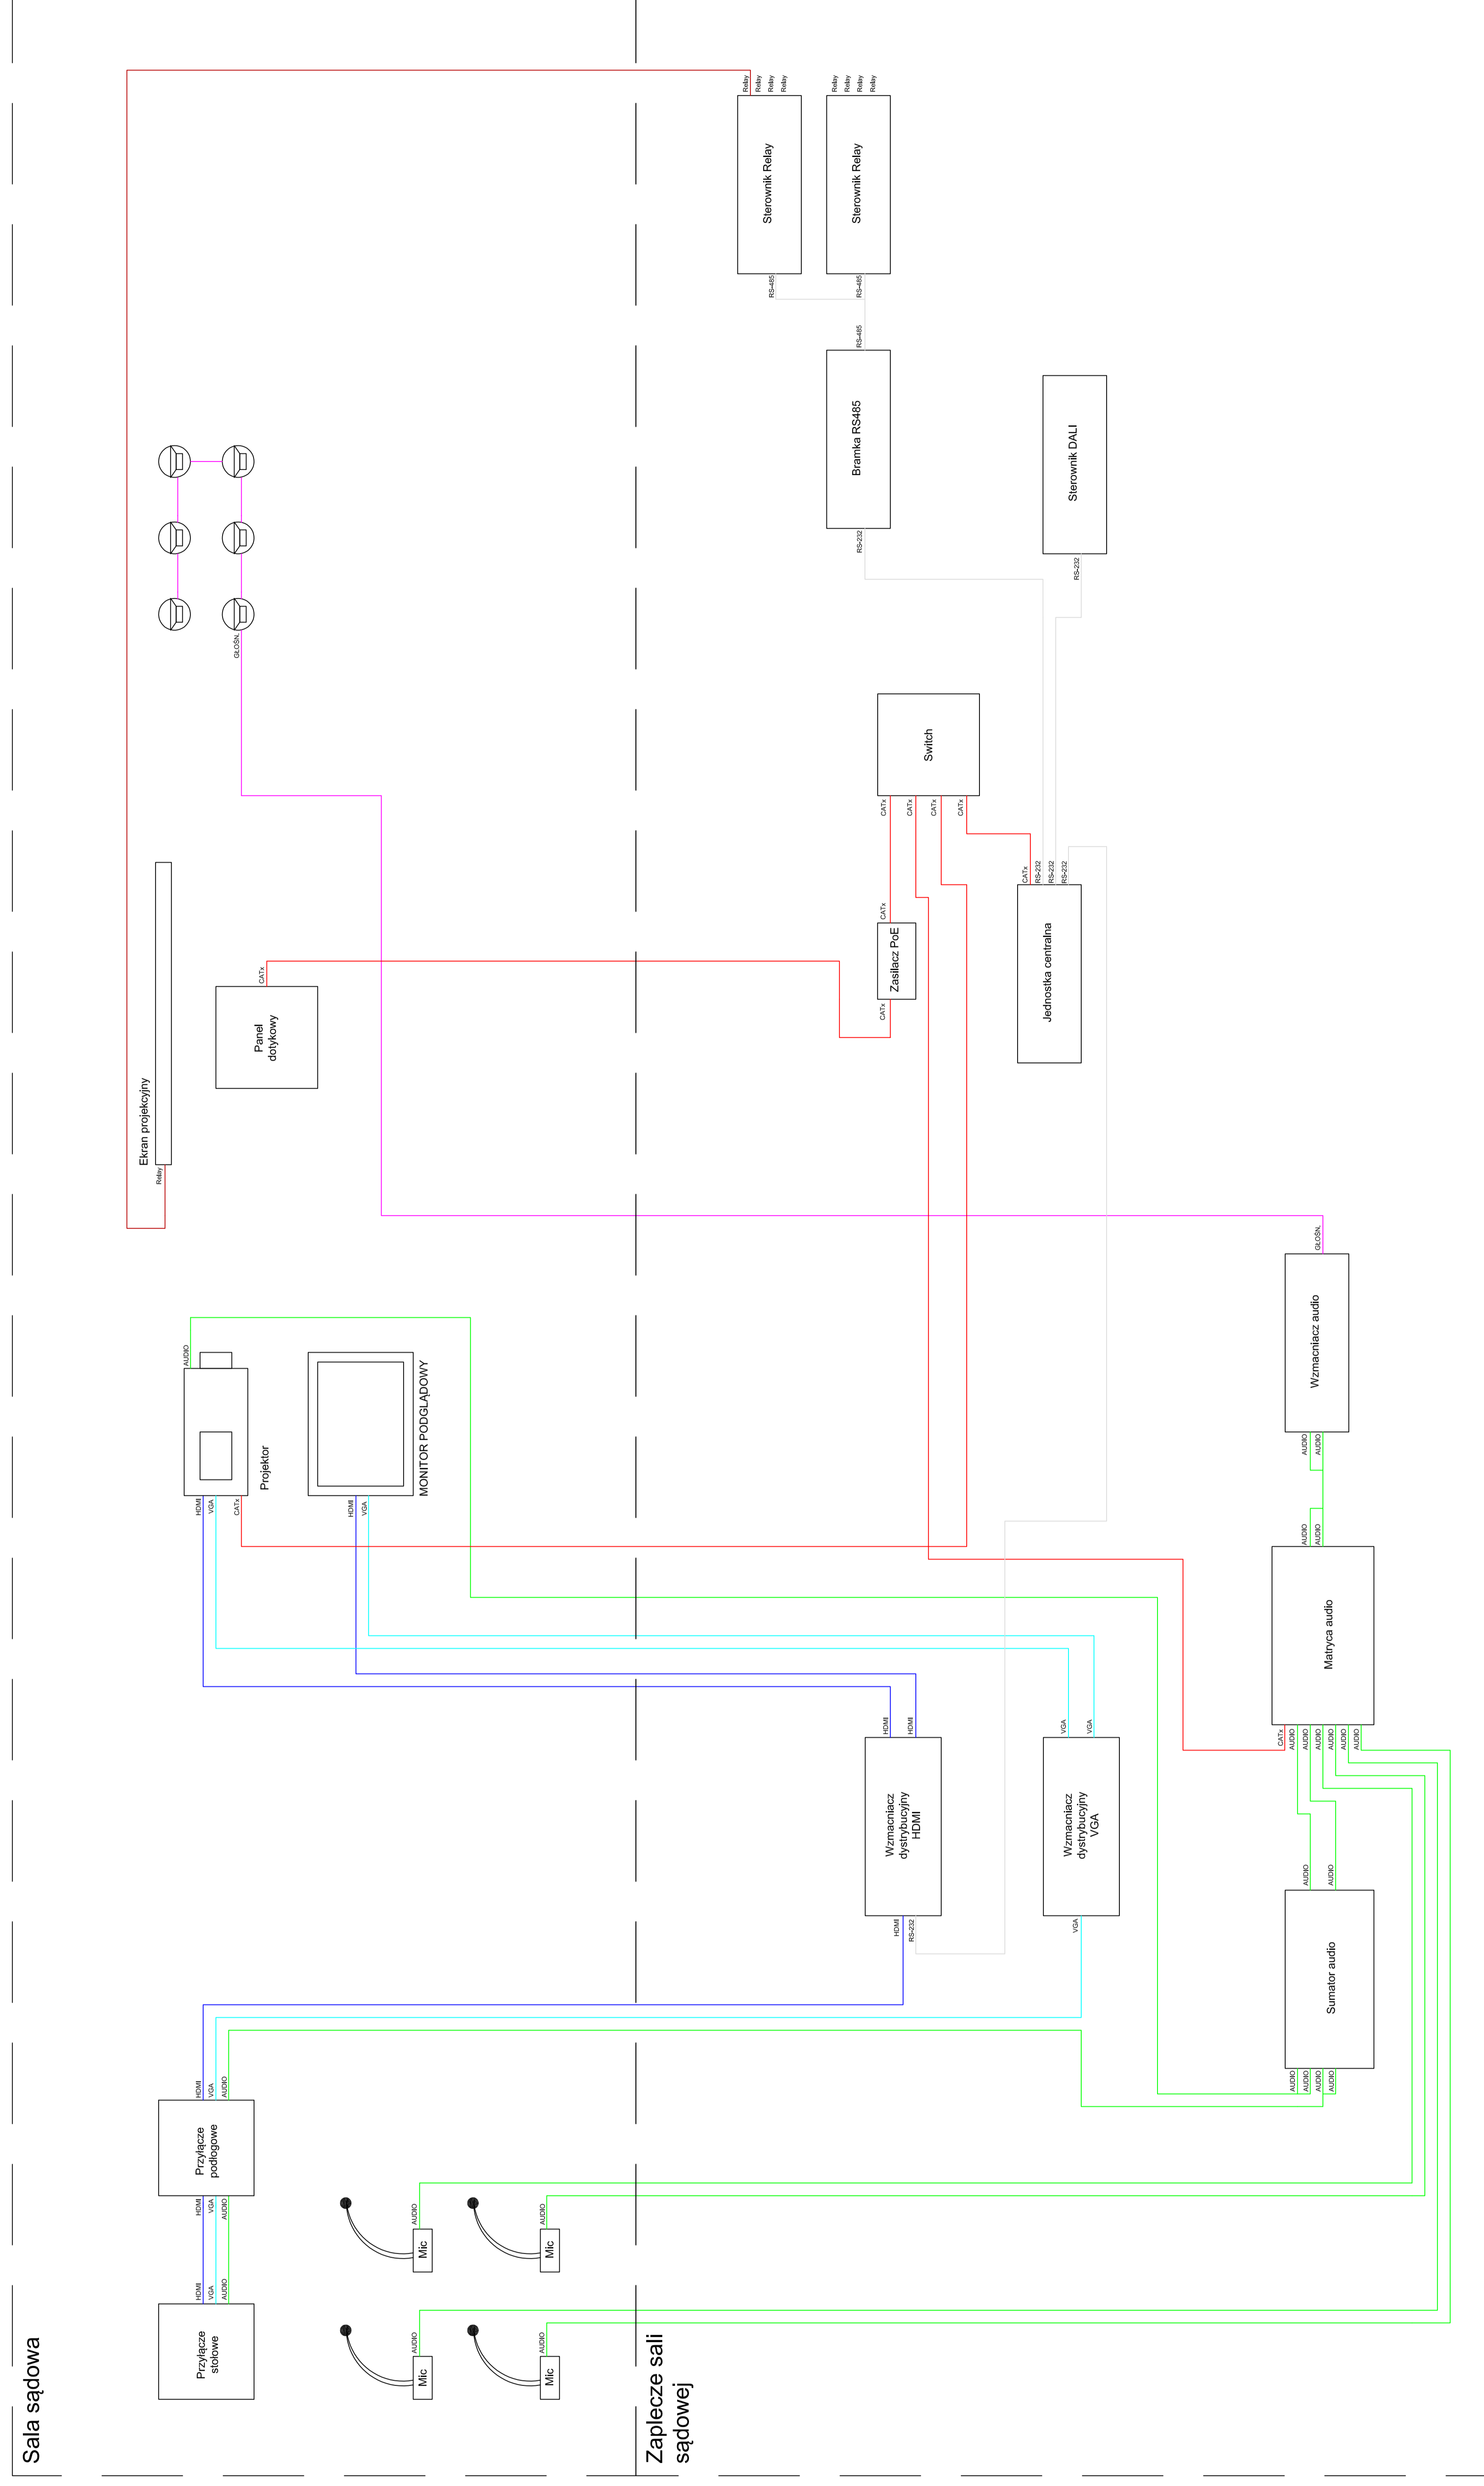 Sala sądowa
Przyłącze
stołowe
HDMI
VGA
AUDIO
HDMI
VGA
AUDIO
Przyłącze
podłogowe
HDMI
VGA
AUDIO
HDMI
VGA
CATx
Projektor
AUDIO
HDMI
VGA
MONITOR PODGLĄDOWY
Ekran projekcyjny
Relay
Panel
dotykowy
CATx
GŁOŚN.
Mic
AUDIO
Mic
AUDIO
Mic
AUDIO
Mic
AUDIO
Zaplecze sali
sądowej
Relay
Relay
Relay
Relay
Sterownik Relay
RS-485
Relay
Relay
Relay
Relay
Sterownik Relay
RS-485
RS-485
Bramka RS485
RS-232
Sterownik DALI
RS-232
Switch
CATx
CATx
CATx
CATx
CATx
Zasilacz PoE
CATx
CATx
RS-232
RS-232
RS-232
Jednostka centralna
HDMI
RS-232
Wzmacniacz
dystrybucyjny
HDMI
HDMI
HDMI
VGA
Wzmacniacz
dystrybucyjny
VGA
VGA
VGA
AUDIO
AUDIO
AUDIO
AUDIO
Sumator audio
AUDIO
AUDIO
CATx
AUDIO
AUDIO
AUDIO
AUDIO
AUDIO
AUDIO
Matryca audio
AUDIO
AUDIO
AUDIO
AUDIO
Wzmacniacz audio
GŁOŚN.